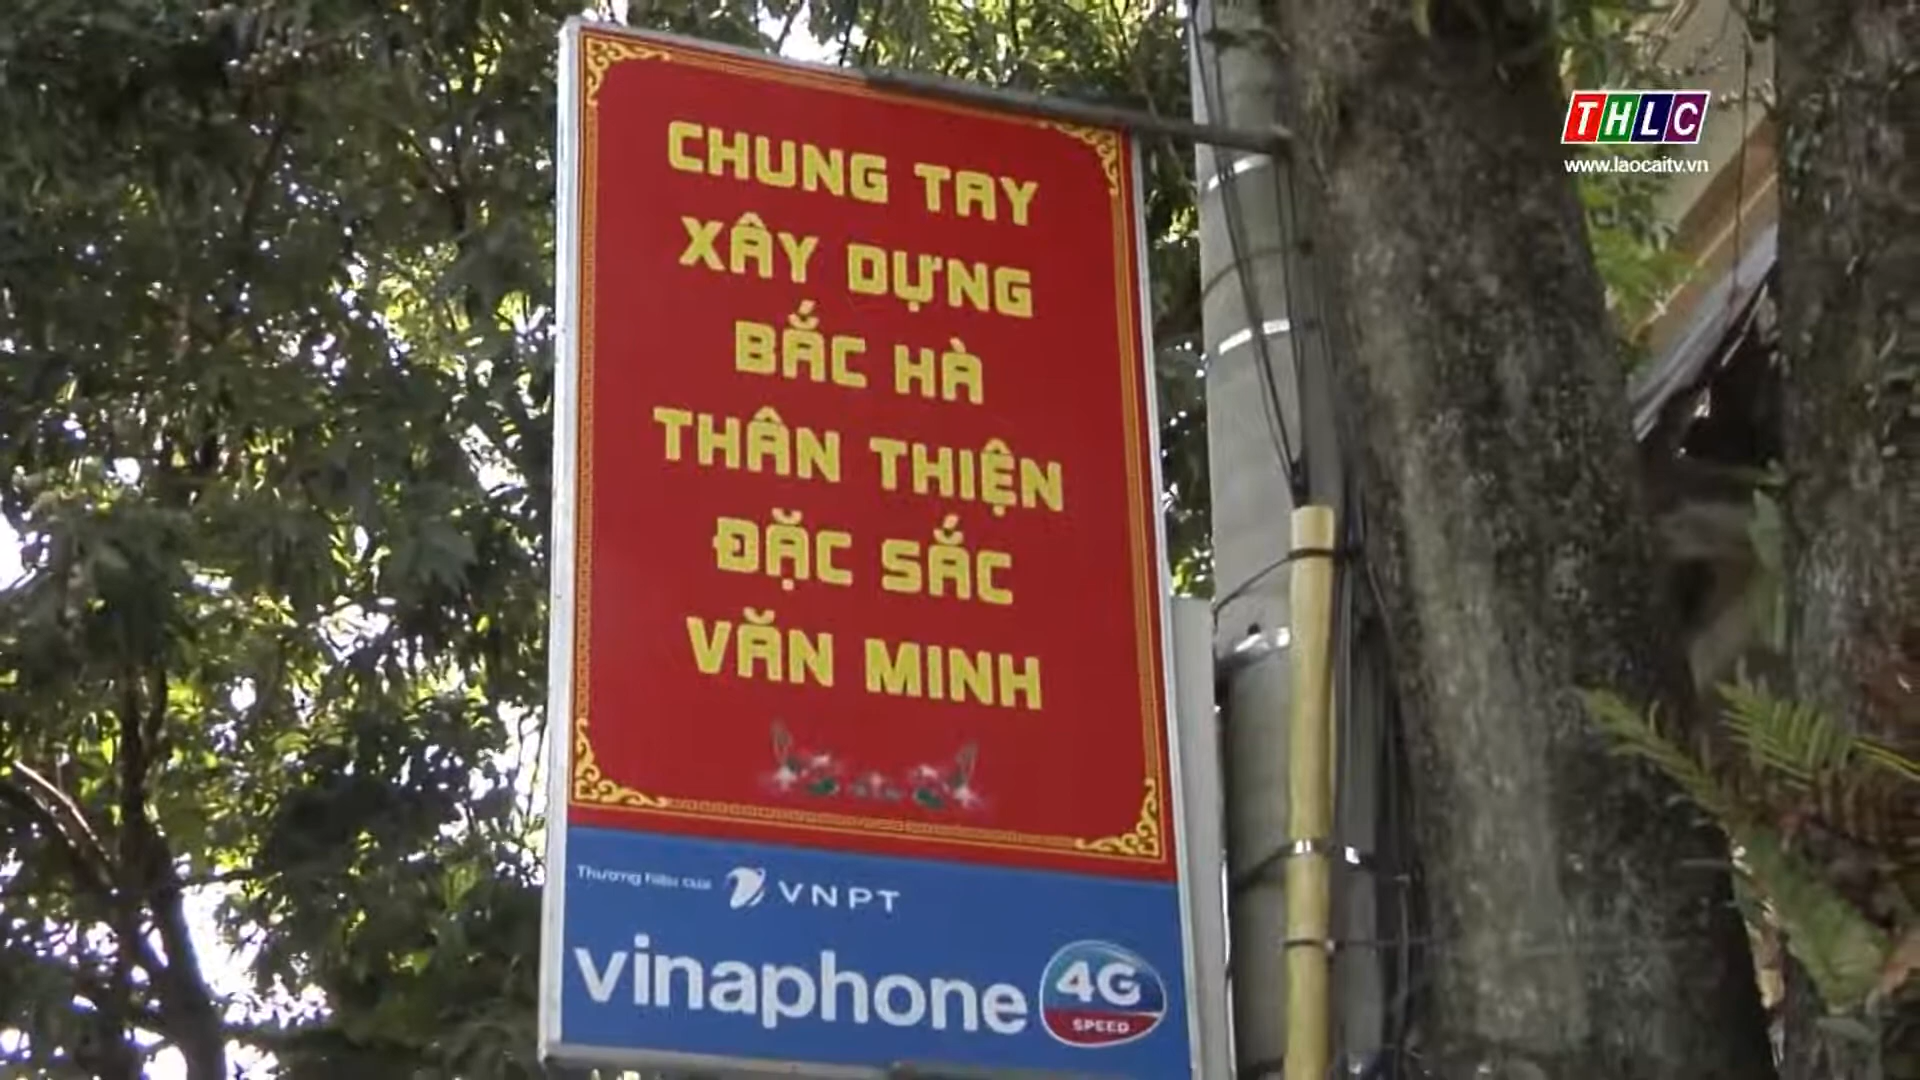 THLC
www.laocaitv.vn
CHUNG TAY
XÂY DỰNG
BẮC HÀ
THÂN THIỆN
ĐẶC SẮC
VĂN MINH
Thương hiệu của VNPT
vinaphone
4G
SPEED